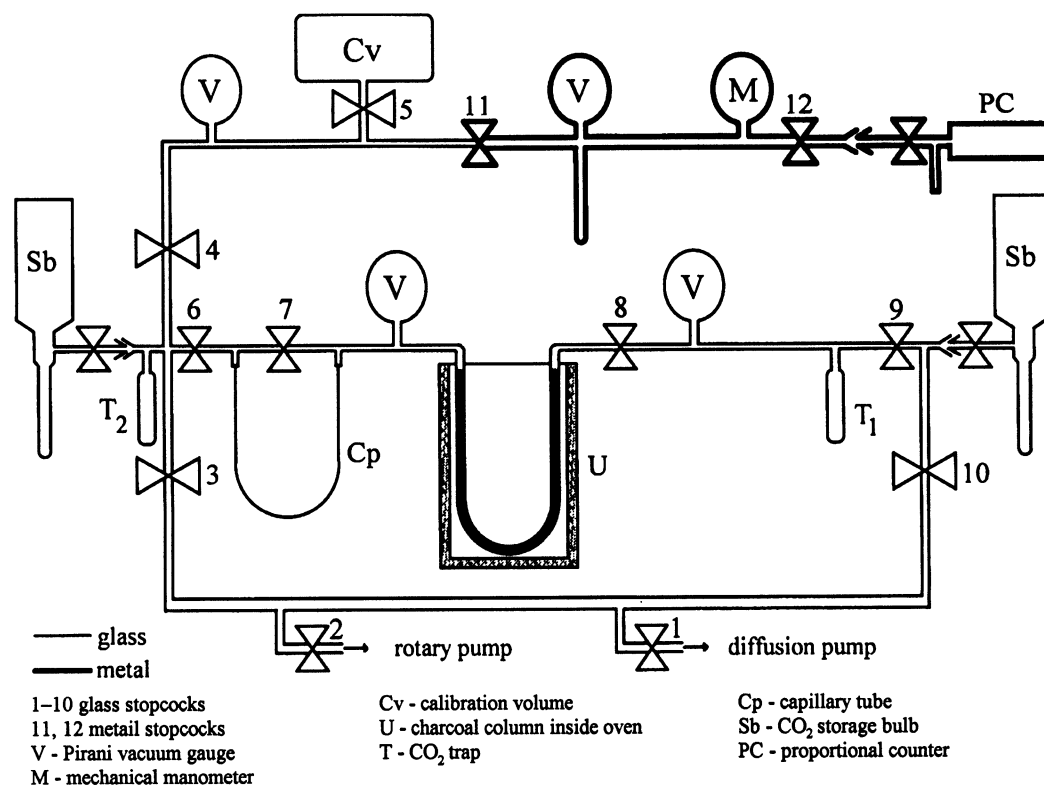 Cv
V
5
11
V
M
12
PC
Sb
4
6
7
V
8
V
9
Sb
T2
3
Cp
U
T1
10
2
rotary pump
1
diffusion pump
glass
metal
1–10 glass stopcocks
11, 12 metail stopcocks
V - Pirani vacuum gauge
M - mechanical manometer
Cv - calibration volume
U - charcoal column inside oven
T - CO2 trap
Cp - capillary tube
Sb - CO2 storage bulb
PC - proportional counter